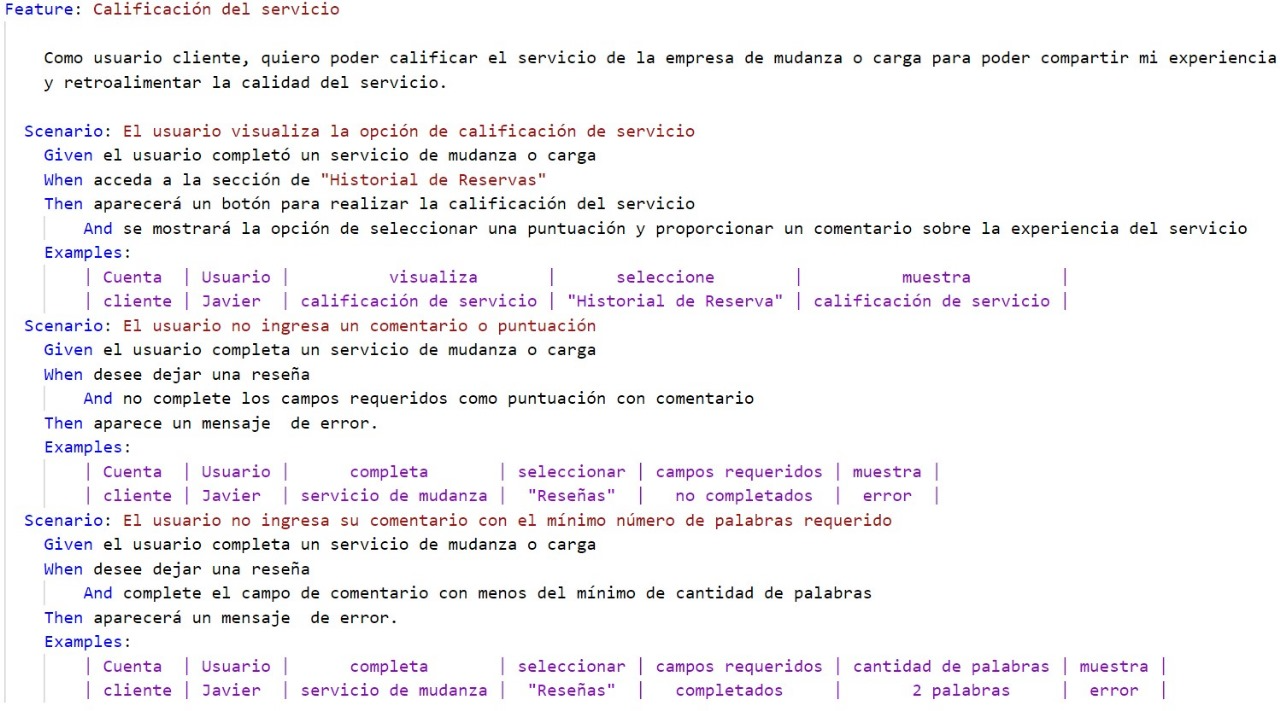 Feature: Calificación del servicio
Como usuario cliente, quiero poder calificar el servicio de la empresa de mudanza o carga para poder compartir mi experiencia
y retroalimentar la calidad del servicio.
Scenario: El usuario visualiza la opción de calificación de servicio
Given el usuario completó un servicio de mudanza o carga
When acceda a la sección de "Historial de Reservas"
Then aparecerá un botón para realizar la calificación del servicio
And se mostrará la opción de seleccionar una puntuación y proporcionar un comentario sobre la experiencia del servicio
Examples:
| Cuenta | Usuario | visualiza | seleccione | muestra |
| cliente | Javier | calificación de servicio | "Historial de Reserva" | calificación de servicio |
Scenario: El usuario no ingresa un comentario o puntuación
Given el usuario completa un servicio de mudanza o carga
When desee dejar una reseña
And no complete los campos requeridos como puntuación con comentario
Then aparece un mensaje  de error.
Examples:
| Cuenta | Usuario | completa | seleccionar | campos requeridos | muestra |
| cliente | Javier | servicio de mudanza | "Reseñas" | no completados | error |
Scenario: El usuario no ingresa su comentario con el mínimo número de palabras requerido
Given el usuario completa un servicio de mudanza o carga
When desee dejar una reseña
And complete el campo de comentario con menos del mínimo de cantidad de palabras
Then aparecerá un mensaje  de error.
Examples:
| Cuenta | Usuario | completa | seleccionar | campos requeridos | cantidad de palabras | muestra |
| cliente | Javier | servicio de mudanza | "Reseñas" | completados | 2 palabras | error |